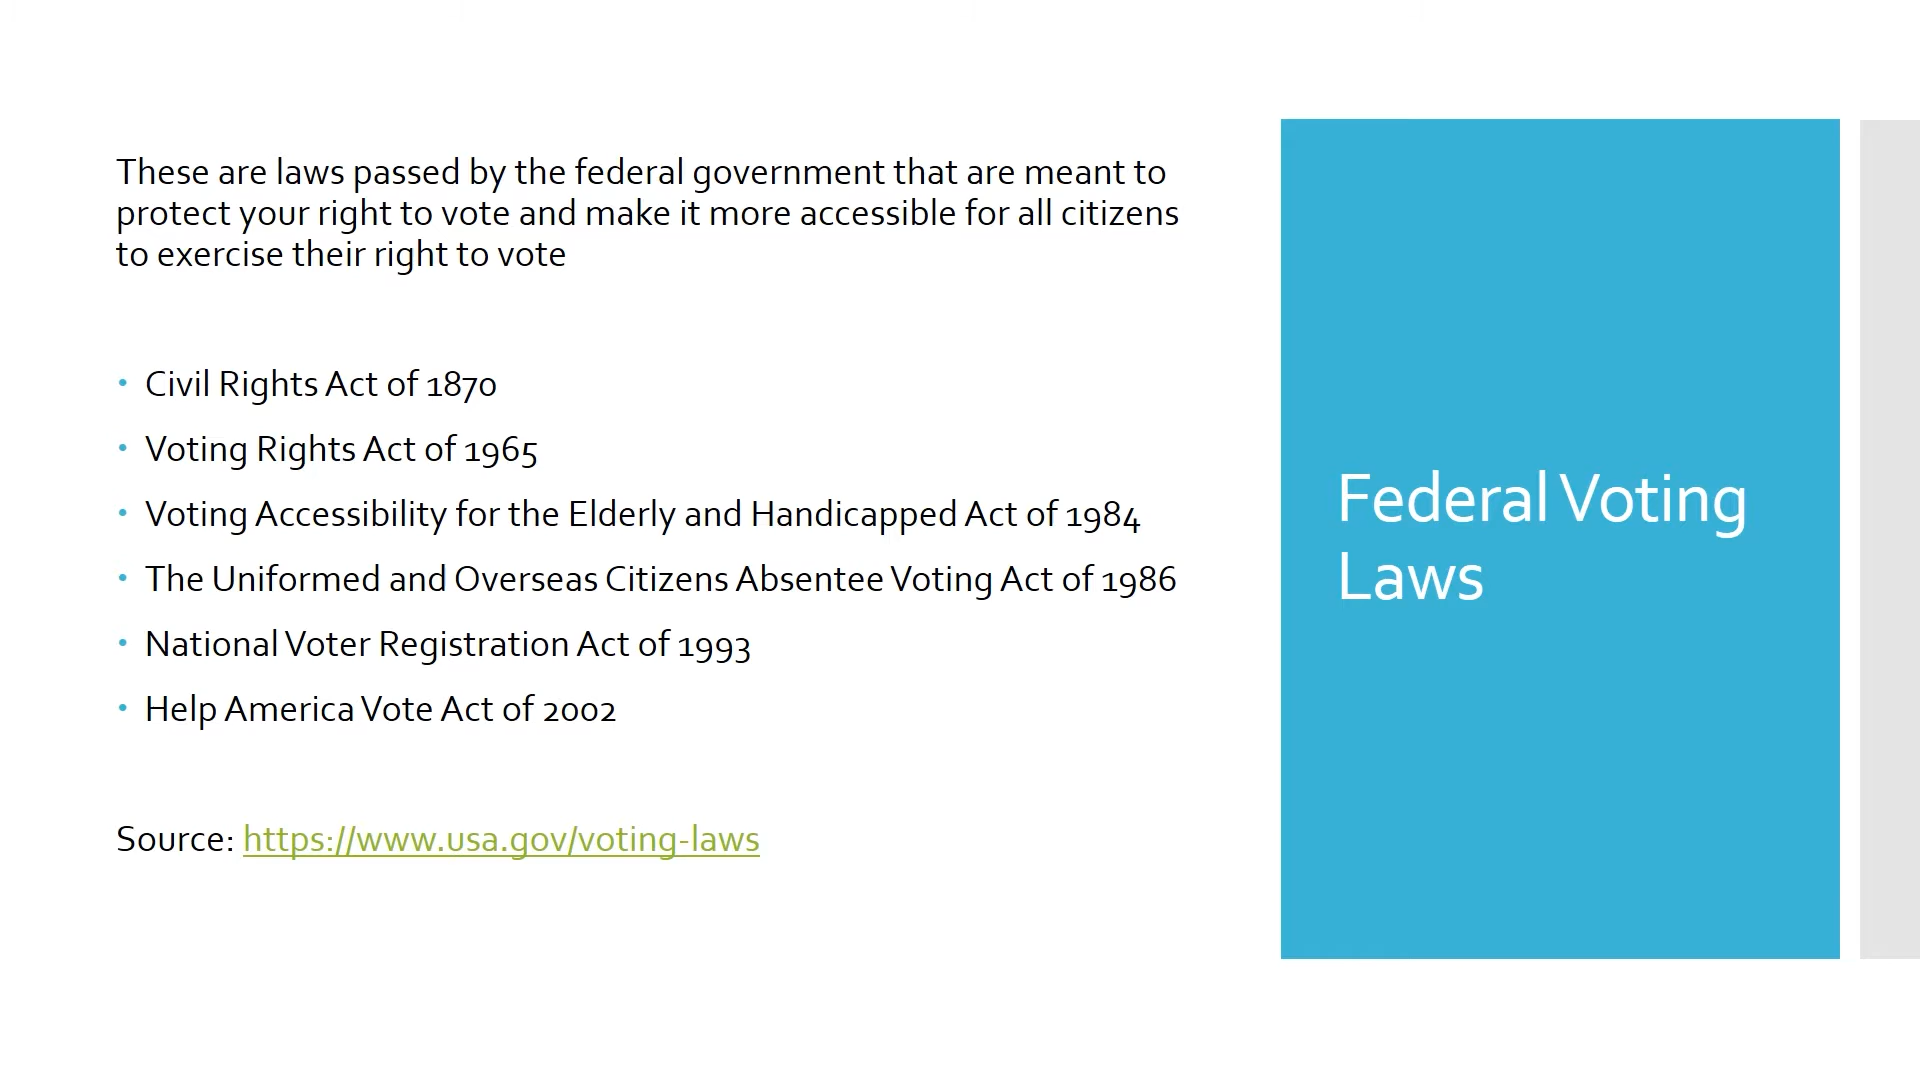 These are laws passed by the federal government that are meant to
protect your right to vote and make it more accessible for all citizens
to exercise their right to vote
• Civil Rights Act of 1870
• Voting Rights Act of 1965
• Voting Accessibility for the Elderly and Handicapped Act of 1984
• The Uniformed and Overseas Citizens Absentee Voting Act of 1986
• National Voter Registration Act of 1993
• Help America Vote Act of 2002
Source: https://www.usa.gov/voting-laws
Federal Voting
Laws